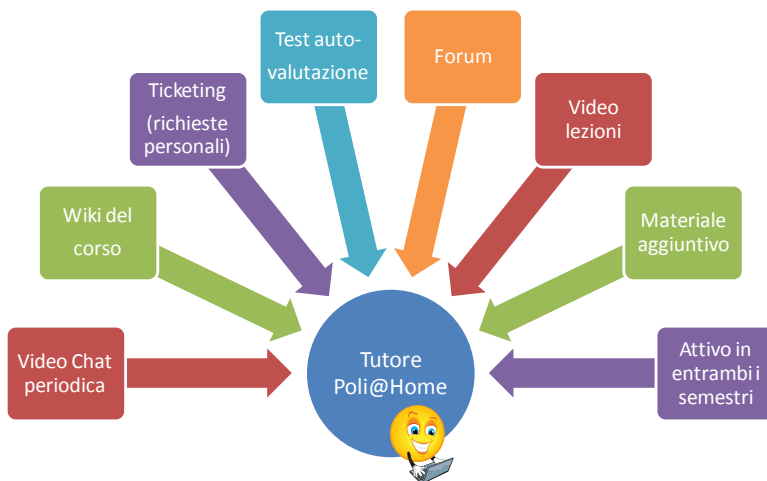 Test auto-
valutazione
Forum
Ticketing
(richieste
personali)
Video
lezioni
Wiki del
corso
Materiale
aggiuntivo
Video Chat
periodica
Tutore
Poli@Home
Attivo in
entrambi i
semestri